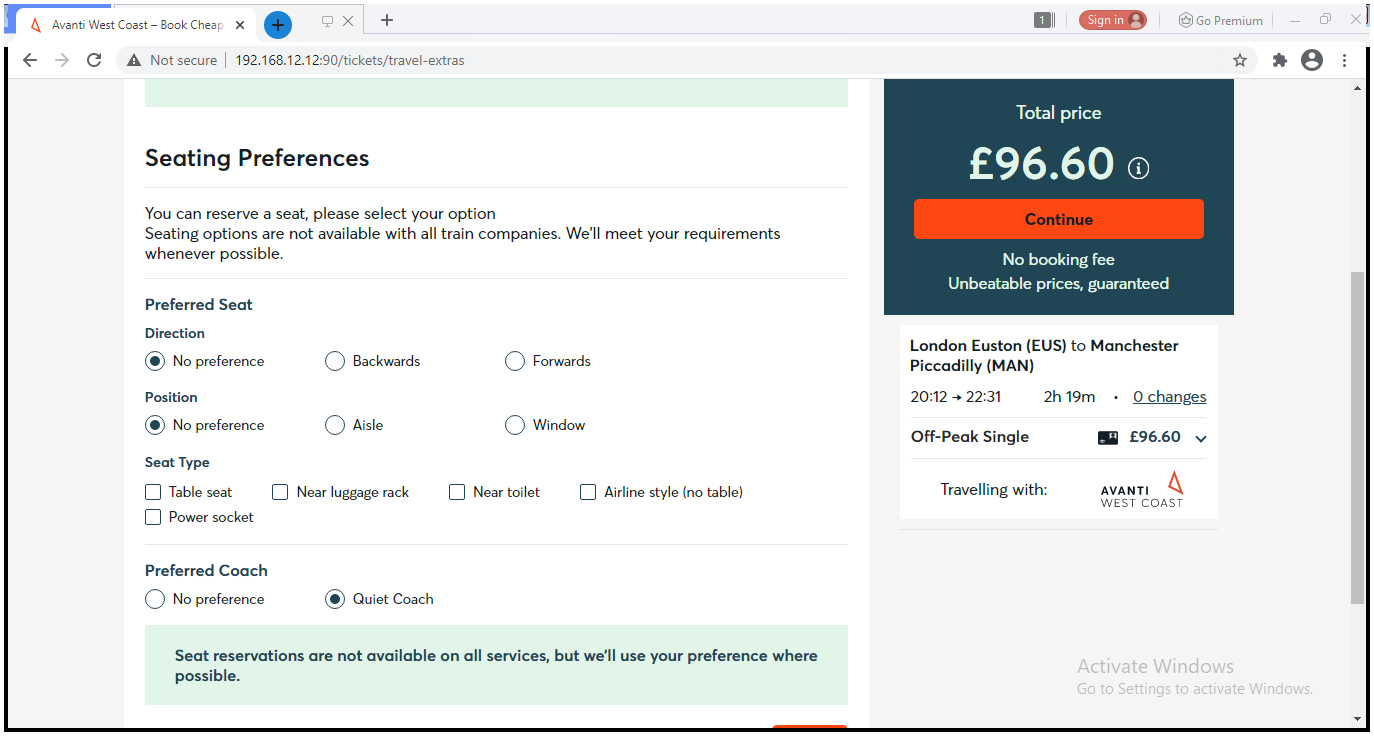 Avanti West Coast – Book Cheap
1
Sign in
Go Premium
Not secure
192.168.12.12:90/tickets/travel-extras
Seating Preferences
You can reserve a seat, please select your option
Seating options are not available with all train companies. We'll meet your requirements
whenever possible.
Preferred Seat
Direction
No preference
Backwards
Forwards
Position
No preference
Aisle
Window
Seat Type
Table seat
Near luggage rack
Near toilet
Airline style (no table)
Power socket
Preferred Coach
No preference
Quiet Coach
Seat reservations are not available on all services, but we'll use your preference where
possible.
Total price
£96.60
Continue
No booking fee
Unbeatable prices, guaranteed
London Euston (EUS) to Manchester
Piccadilly (MAN)
20:12 → 22:31 2h 19m • 0 changes
Off-Peak Single £96.60
Travelling with:
AVANTI
WEST COAST
Activate Windows
Go to Settings to activate Windows.